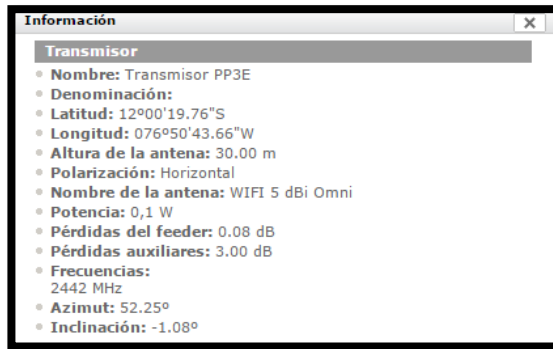 Información
Transmisor
Nombre: Transmisor PP3E
Denominación:
Latitud: 12º00'19.76"S
Longitud: 076º50'43.66"W
Altura de la antena: 30.00 m
Polarización: Horizontal
Nombre de la antena: WIFI 5 dBi Omni
Potencia: 0,1 W
Pérdidas del feeder: 0.08 dB
Pérdidas auxiliares: 3.00 dB
Frecuencias:
2442 MHz
Azimut: 52.25º
Inclinación: -1.08º